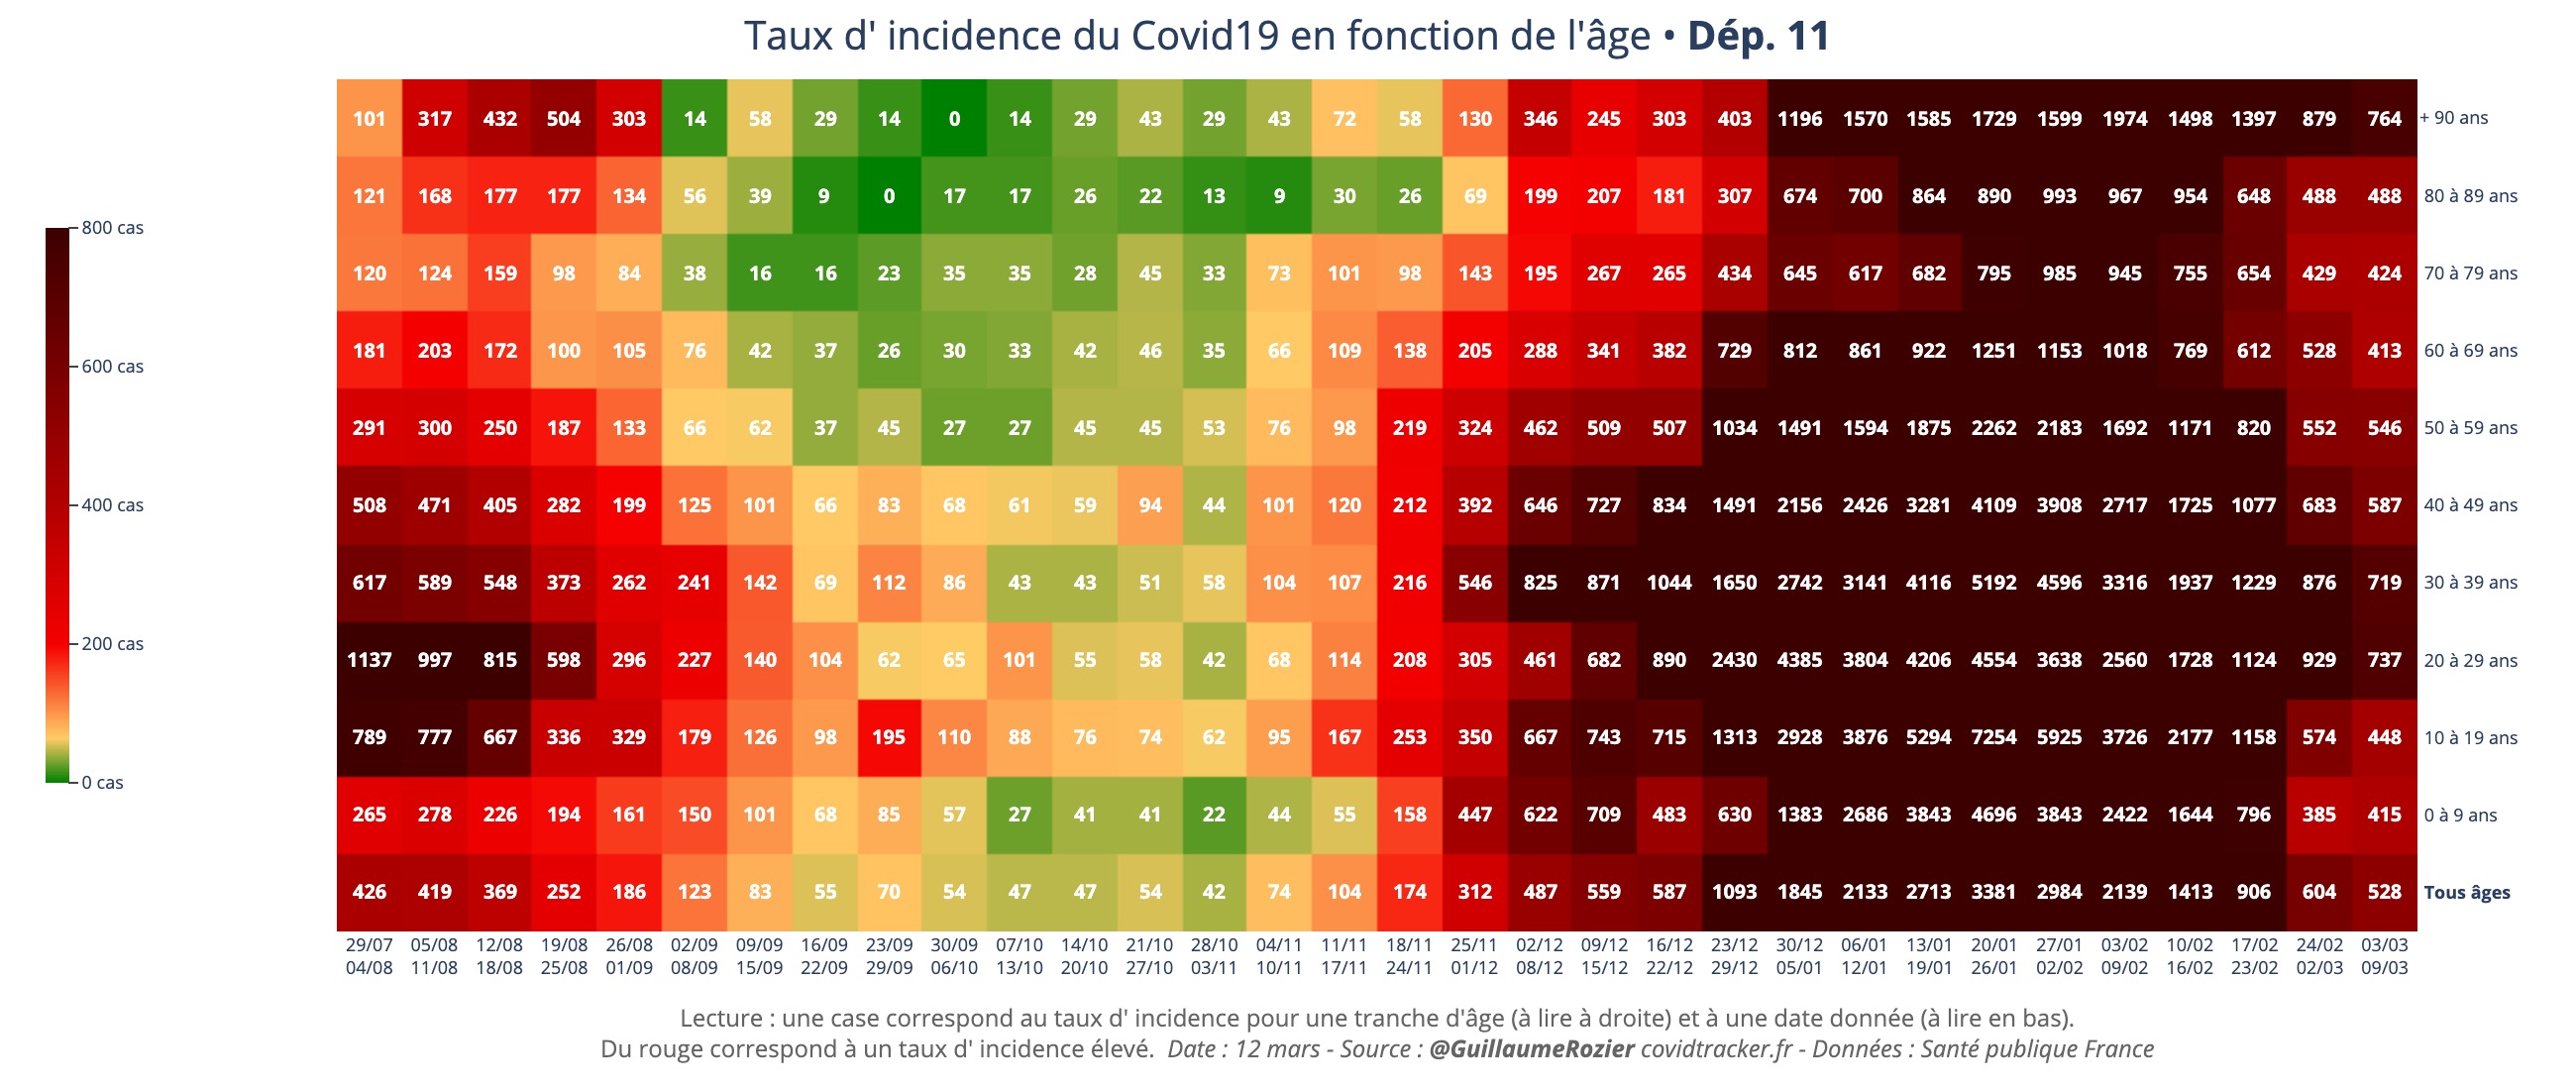 Taux d' incidence du Covid19 en fonction de l'âge • Dép. 11
101 317 432 504 303 14 58 29 14 0 14 29 43 29 43 72 58 130 346 245 303 403 1196 1570 1585 1729 1599 1974 1498 1397 879 764 + 90 ans
121 168 177 177 134 56 39 9 0 17 17 26 22 13 9 30 26 69 199 207 181 307 674 700 864 890 993 967 954 648 488 488 80 à 89 ans
800 cas
120 124 159 98 84 38 16 16 23 35 35 28 45 33 73 101 98 143 195 267 265 434 645 617 682 795 985 945 755 654 429 424 70 à 79 ans
181 203 172 100 105 76 42 37 26 30 33 42 46 35 66 109 138 205 288 341 382 729 812 861 922 1251 1153 1018 769 612 528 413 60 à 69 ans
600 cas
291 300 250 187 133 66 62 37 45 27 27 45 45 53 76 98 219 324 462 509 507 1034 1491 1594 1875 2262 2183 1692 1171 820 552 546 50 à 59 ans
400 cas
508 471 405 282 199 125 101 66 83 68 61 59 94 44 101 120 212 392 646 727 834 1491 2156 2426 3281 4109 3908 2717 1725 1077 683 587 40 à 49 ans
617 589 548 373 262 241 142 69 112 86 43 43 51 58 104 107 216 546 825 871 1044 1650 2742 3141 4116 5192 4596 3316 1937 1229 876 719 30 à 39 ans
200 cas
1137 997 815 598 296 227 140 104 62 65 101 55 58 42 68 114 208 305 461 682 890 2430 4385 3804 4206 4554 3638 2560 1728 1124 929 737 20 à 29 ans
789 777 667 336 329 179 126 98 195 110 88 76 74 62 95 167 253 350 667 743 715 1313 2928 3876 5294 7254 5925 3726 2177 1158 574 448 10 à 19 ans
0 cas
265 278 226 194 161 150 101 68 85 57 27 41 41 22 44 55 158 447 622 709 483 630 1383 2686 3843 4696 3843 2422 1644 796 385 415 0 à 9 ans
426 419 369 252 186 123 83 55 70 54 47 47 54 42 74 104 174 312 487 559 587 1093 1845 2133 2713 3381 2984 2139 1413 906 604 528 Tous âges
29/07 05/08 12/08 19/08 26/08 02/09 09/09 16/09 23/09 30/09 07/10 14/10 21/10 28/10 04/11 11/11 18/11 25/11 02/12 09/12 16/12 23/12 30/12 06/01 13/01 20/01 27/01 03/02 10/02 17/02 24/02 03/03
04/08 11/08 18/08 25/08 01/09 08/09 15/09 22/09 29/09 06/10 13/10 20/10 27/10 03/11 10/11 17/11 24/11 01/12 08/12 15/12 22/12 29/12 05/01 12/01 19/01 26/01 02/02 09/02 16/02 23/02 02/03 09/03
Lecture : une case correspond au taux d' incidence pour une tranche d'âge (à lire à droite) et à une date donnée (à lire en bas).
Du rouge correspond à un taux d' incidence élevé. Date : 12 mars - Source : @GuillaumeRozier covidtracker.fr - Données : Santé publique France